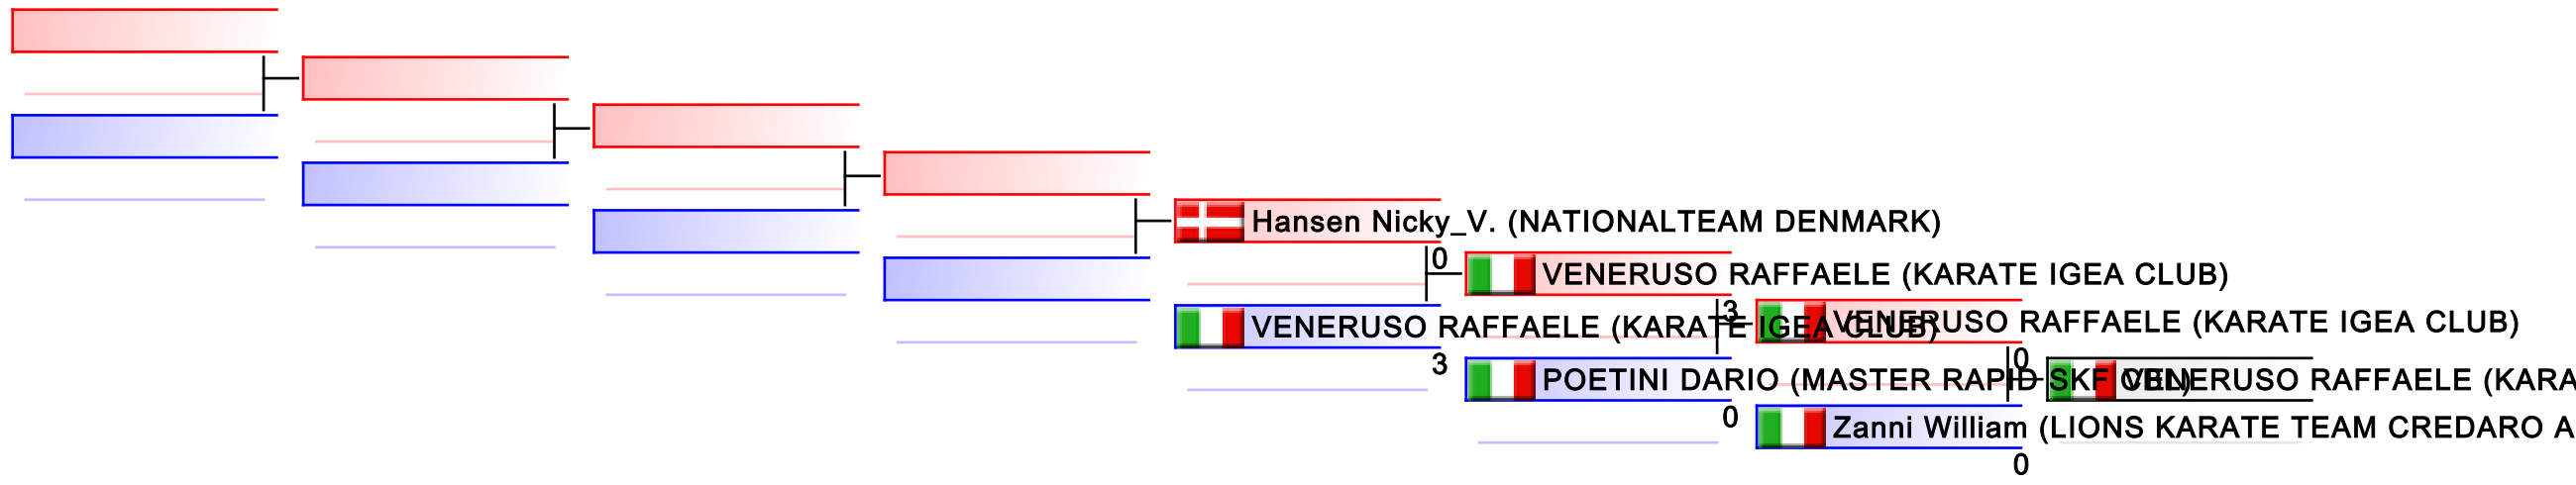 Hansen Nicky_V. (NATIONALTEAM DENMARK)
0
VENERUSO RAFFAELE (KARATE IGEA CLUB)
VENERUSO RAFFAELE (KARATE IGEA CLUB)
3
3
VENERUSO RAFFAELE (KARATE IGEA CLUB)
POETINI DARIO (MASTER RAPID SKF CBL)
0
0
VENERUSO RAFFAELE (KARA
Zanni William (LIONS KARATE TEAM CREDARO A
0